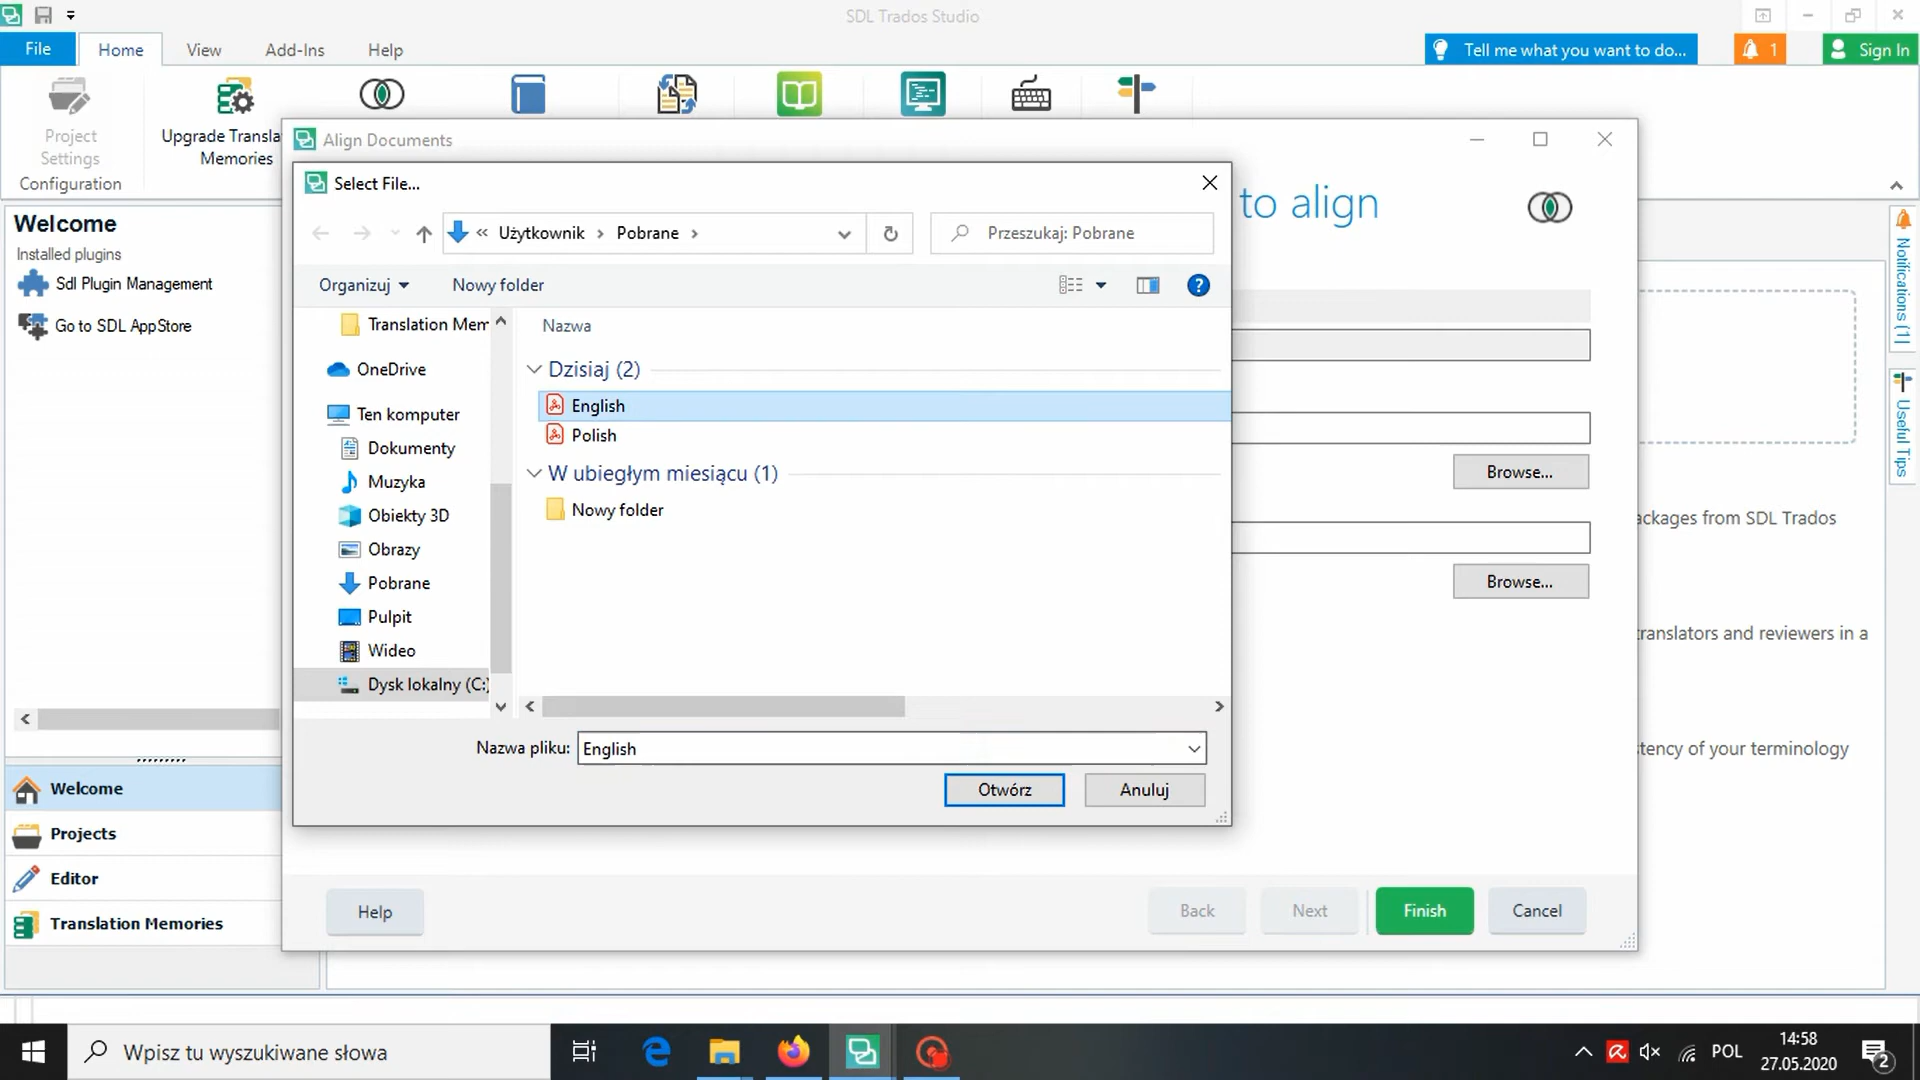 SDL Trados Studio
File
Home
View
Add-Ins
Help
Tell me what you want to do...
1
Sign In
Project
Settings
Configuration
Upgrade Transla
Memories
Align Documents
Select File...
to align
Użytkownik
Pobrane
Przeszukaj: Pobrane
Organizuj
Nowy folder
Welcome
Installed plugins
Sdl Plugin Management
Go to SDL AppStore
Translation Mem
OneDrive
Ten komputer
Dokumenty
Muzyka
Obiekty 3D
Obrazy
Pobrane
Pulpit
Wideo
Dysk lokalny (C:)
Nazwa
Dzisiaj (2)
English
Polish
W ubiegłym miesiącu (1)
Nowy folder
Browse...
Browse...
Notifications (1)
Useful Tips
ackages from SDL Trados
translators and reviewers in a
stency of your terminology
Nazwa pliku:
English
Otwórz
Anuluj
Welcome
Projects
Editor
Translation Memories
Help
Back
Next
Finish
Cancel
Wpisz tu wyszukiwane słowa
POL
14:58
27.05.2020
2